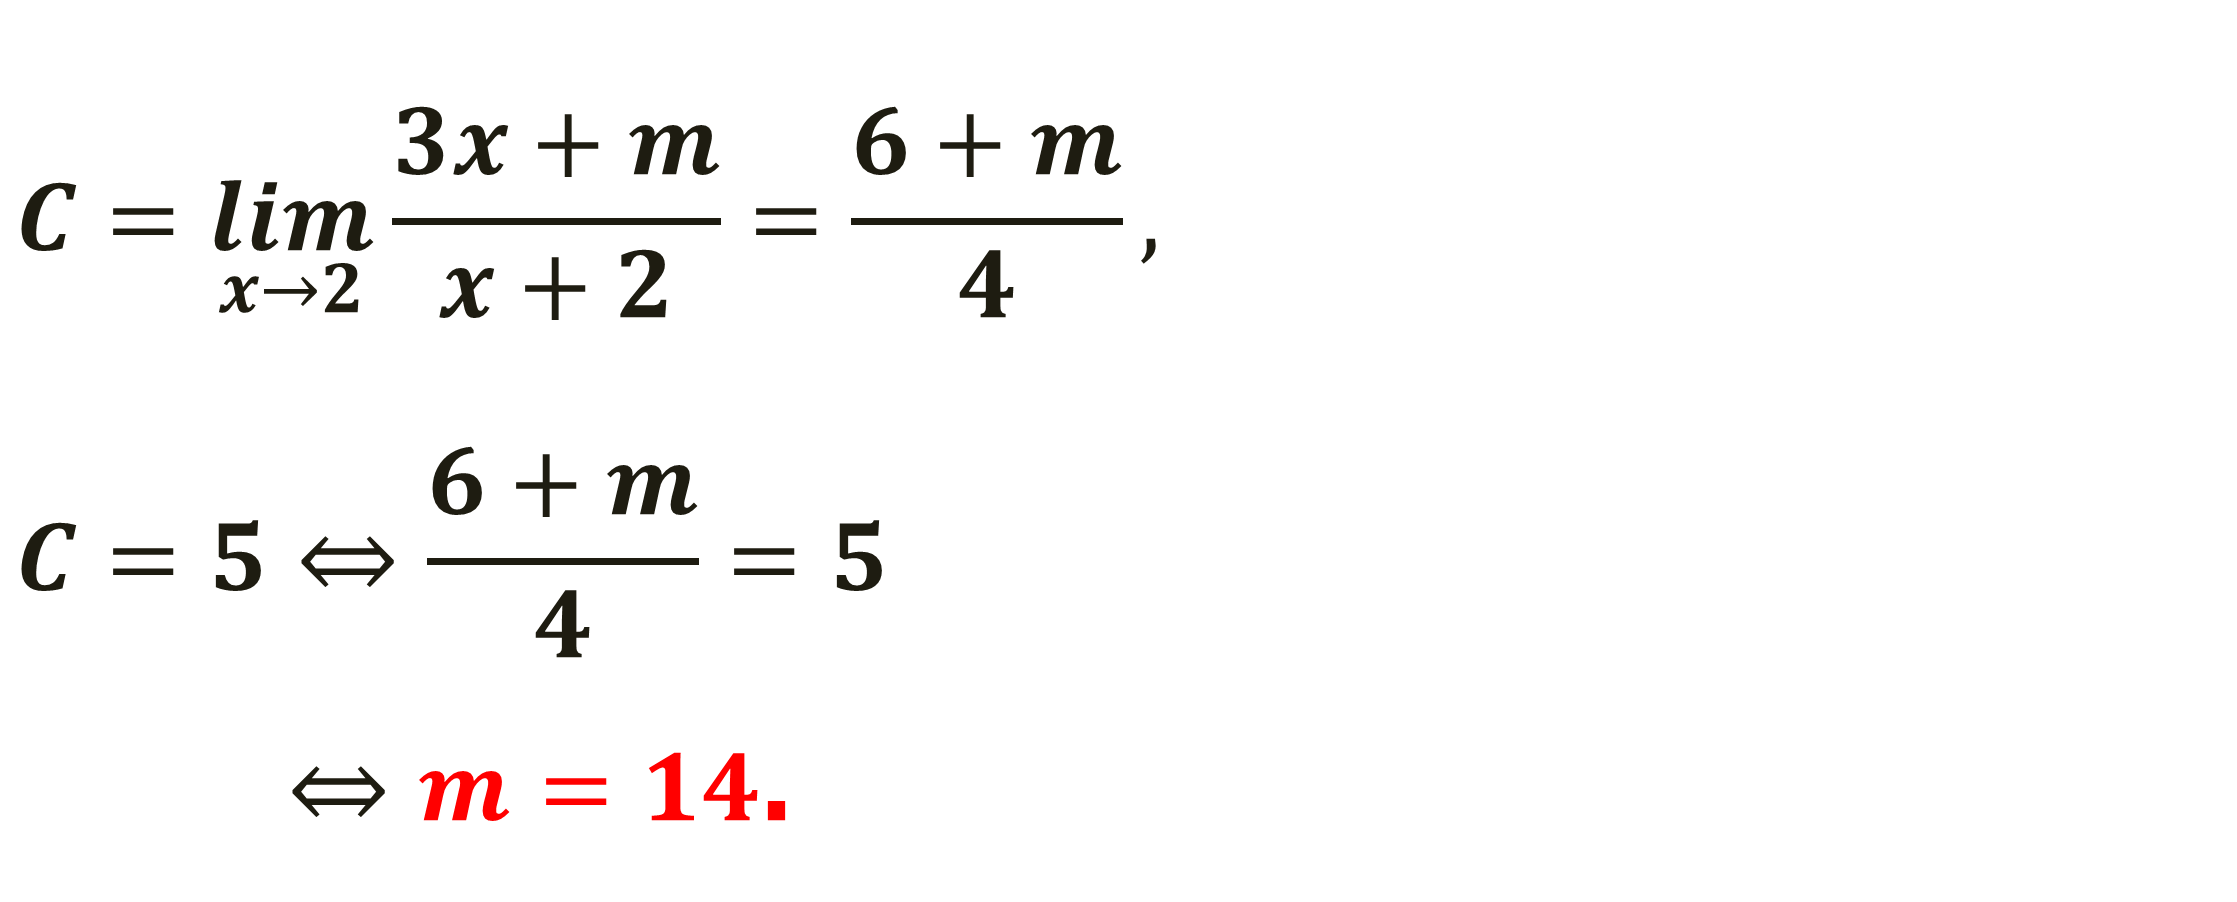 C = lim_{x→2} (3x + m)/(x + 2) = (6 + m)/4 ,
C = 5 ⇔ (6 + m)/4 = 5
⇔ m = 14.